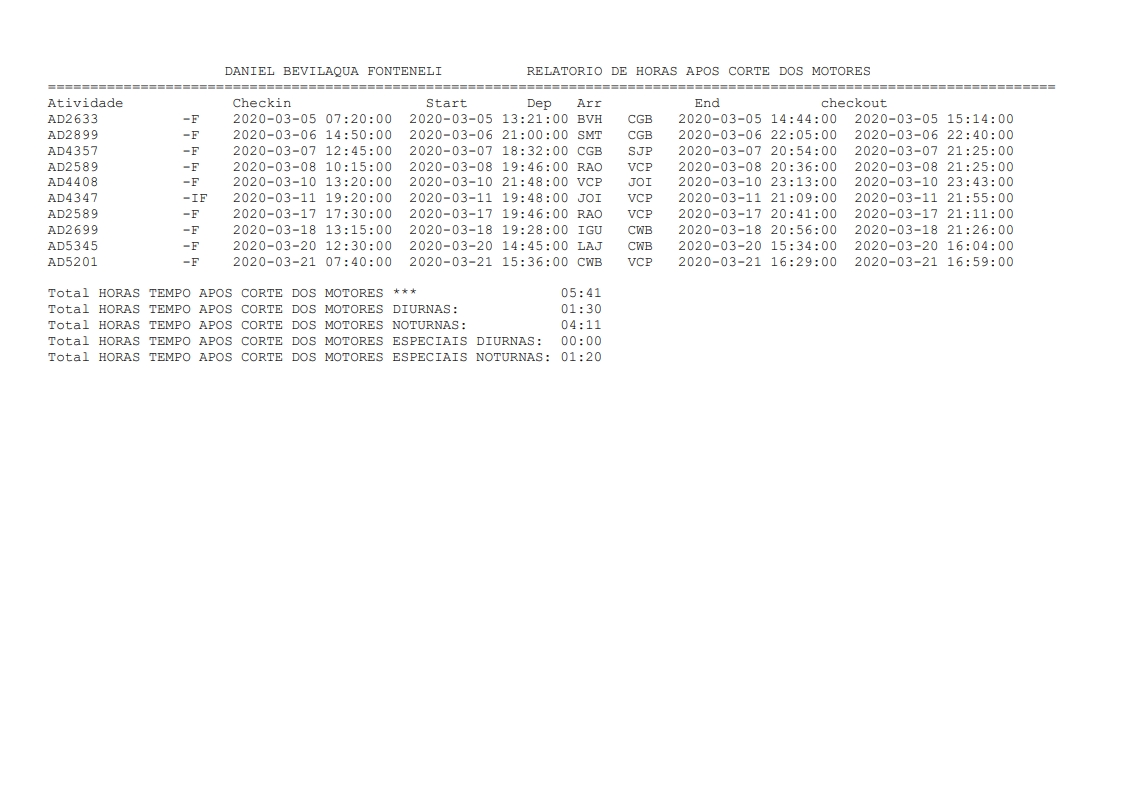 DANIEL BEVILAQUA FONTENELI          RELATORIO DE HORAS APOS CORTE DOS MOTORES
========================================================================================================================
Atividade             Checkin                Start       Dep   Arr           End            checkout
AD2633          -F    2020-03-05 07:20:00  2020-03-05 13:21:00 BVH   CGB   2020-03-05 14:44:00  2020-03-05 15:14:00
AD2899          -F    2020-03-06 14:50:00  2020-03-06 21:00:00 SMT   CGB   2020-03-06 22:05:00  2020-03-06 22:40:00
AD4357          -F    2020-03-07 12:45:00  2020-03-07 18:32:00 CGB   SJP   2020-03-07 20:54:00  2020-03-07 21:25:00
AD2589          -F    2020-03-08 10:15:00  2020-03-08 19:46:00 RAO   VCP   2020-03-08 20:36:00  2020-03-08 21:25:00
AD4408          -F    2020-03-10 13:20:00  2020-03-10 21:48:00 VCP   JOI   2020-03-10 23:13:00  2020-03-10 23:43:00
AD4347          -IF   2020-03-11 19:20:00  2020-03-11 19:48:00 JOI   VCP   2020-03-11 21:09:00  2020-03-11 21:55:00
AD2589          -F    2020-03-17 17:30:00  2020-03-17 19:46:00 RAO   VCP   2020-03-17 20:41:00  2020-03-17 21:11:00
AD2699          -F    2020-03-18 13:15:00  2020-03-18 19:28:00 IGU   CWB   2020-03-18 20:56:00  2020-03-18 21:26:00
AD5345          -F    2020-03-20 12:30:00  2020-03-20 14:45:00 LAJ   CWB   2020-03-20 15:34:00  2020-03-20 16:04:00
AD5201          -F    2020-03-21 07:40:00  2020-03-21 15:36:00 CWB   VCP   2020-03-21 16:29:00  2020-03-21 16:59:00
Total HORAS TEMPO APOS CORTE DOS MOTORES ***                 05:41
Total HORAS TEMPO APOS CORTE DOS MOTORES DIURNAS:            01:30
Total HORAS TEMPO APOS CORTE DOS MOTORES NOTURNAS:           04:11
Total HORAS TEMPO APOS CORTE DOS MOTORES ESPECIAIS DIURNAS:  00:00
Total HORAS TEMPO APOS CORTE DOS MOTORES ESPECIAIS NOTURNAS: 01:20